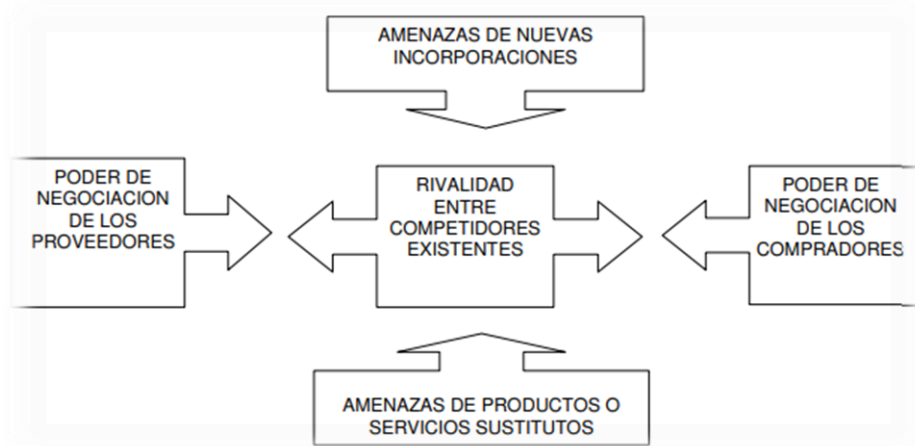 AMENAZAS DE NUEVAS
INCORPORACIONES
PODER DE
NEGOCIACION
DE LOS
PROVEEDORES
RIVALIDAD
ENTRE
COMPETIDORES
EXISTENTES
PODER DE
NEGOCIACION
DE LOS
COMPRADORES
AMENAZAS DE PRODUCTOS O
SERVICIOS SUSTITUTOS